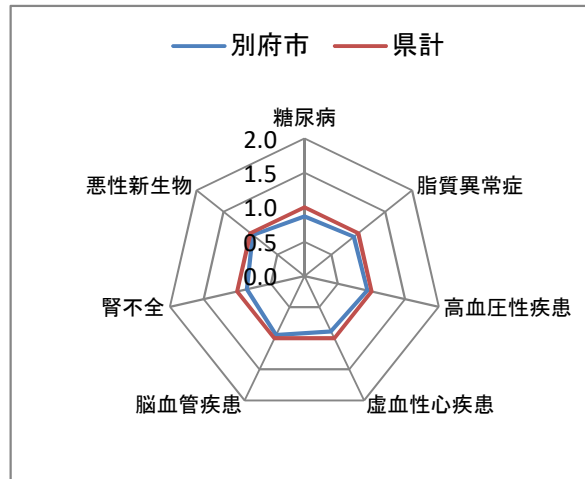 別府市 県計
糖尿病
2.0
脂質異常症
1.5
1.0
0.5
0.0
高血圧性疾患
虚血性心疾患
脳血管疾患
腎不全
悪性新生物